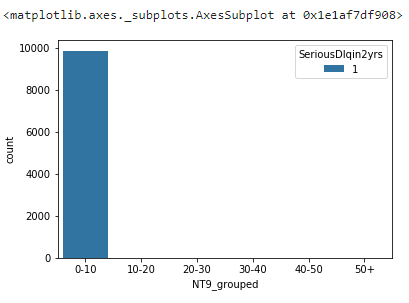 <matplotlib.axes._subplots.AxesSubplot at 0x1e1af7df908>
10000
8000
6000
4000
2000
0
count
SeriousDlqin2yrs
1
0-10 10-20 20-30 30-40 40-50 50+
NT9_grouped